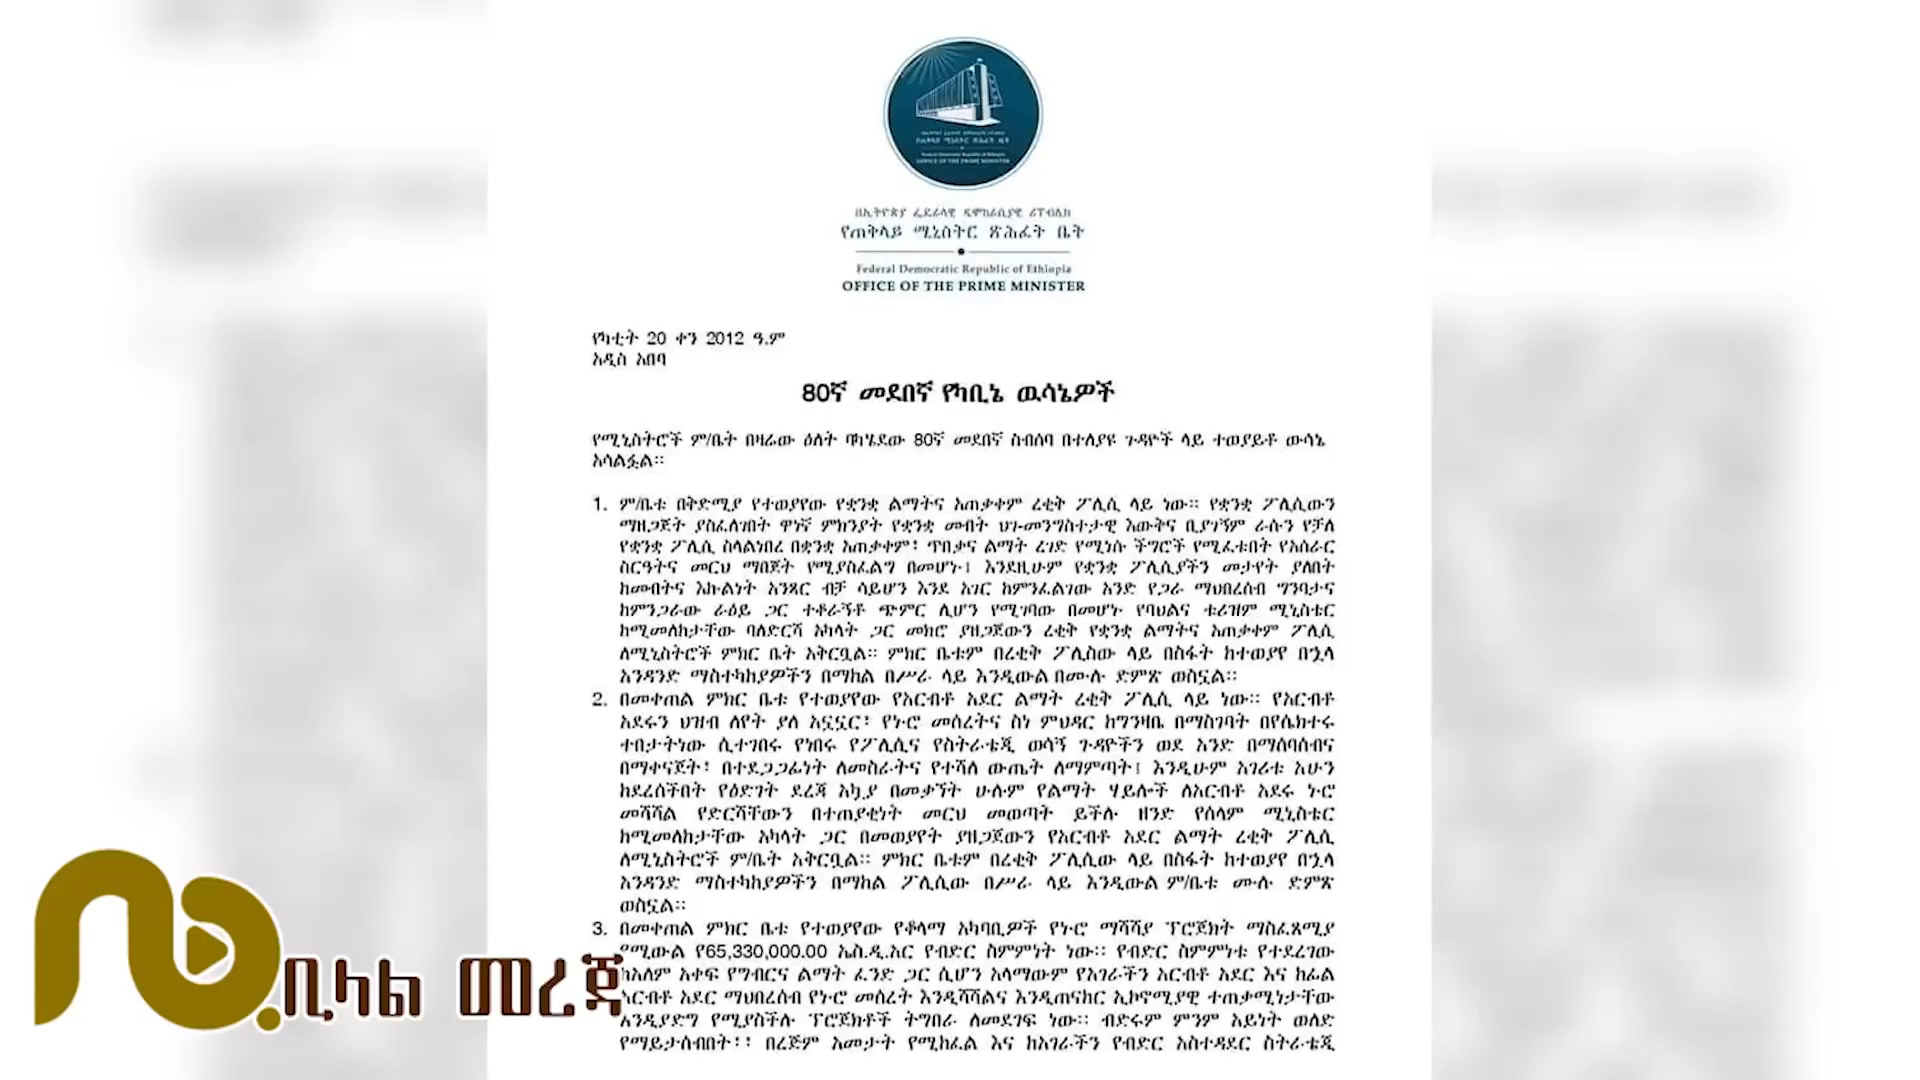 በኢትዮጵያ ፌደራላዊ ዲሞክራሲያዊ ሪፐብሊክ
የጠቅላይ ሚኒስትር ጽሕፈት ቤት
Federal Democratic Republic of Ethiopia
OFFICE OF THE PRIME MINISTER
የካቲት 20 ቀን 2012 ዓ.ም
አዲስ አበባ
80ኛ መደበኛ የካቢኔ ዉሳኔዎች
የሚኒስትሮች ም/ቤት በዛሬው ዕለት ባካሄደው 80ኛ መደበኛ ስብሰባ በተለያዩ ጉዳዮች ላይ ተወያይቶ ውሳኔ
አሳልፏል።
1. ም/ቤቱ በቅድሚያ የተወያየው የቋንቋ ልማትና አጠቃቀም ረቂቅ ፖሊሲ ላይ ነው። የቋንቋ ፖሊሲውን
ማዘጋጀት ያስፈለገበት ዋነኛ ምክንያት የቋንቋ መብት ህገ-መንግስተታዊ እውቅና ቢያገኝም ራሱን የቻለ
የቋንቋ ፖሊሲ ስላልነበረ በቋንቋ አጠቃቀም፣ ጥበቃና ልማት ረገድ የሚነሱ ችግሮች የሚፈቱበት የአሰራር
ስርዓትና መርህ ማበጀት የሚያስፈልግ በመሆኑ፤ እንደዚሁም የቋንቋ ፖሊሲያችን መታየት ያለበት
ከመብትና እኩልነት አንጻር ብቻ ሳይሆን እንደ አገር ከምንፈልገው አንድ የጋራ ማህበረሰብ ግንባታና
ከምንጋራው ራዕይ ጋር ተቆራኝቶ ጭምር ሊሆን የሚገባው በመሆኑ የባህልና ቱሪዝም ሚኒስቴር
ከሚመለከታቸው ባለድርሻ አካላት ጋር መክሮ ያዘጋጀውን ረቂቅ የቋንቋ ልማትና አጠቃቀም ፖሊሲ
ለሚኒስትሮች ምክር ቤት አቅርቧል። ምክር ቤቱም በረቂቅ ፖሊስው ላይ በስፋት ከተወያየ በኒላ
አንዳንድ ማስተካከያዎችን በማከል በሥራ ላይ እንዲውል በሙሉ ድምጽ ወስኗል።
2. በመቀጠል ምክር ቤቱ የተወያየው የአርብቶ አደር ልማት ረቂቅ ፖሊሲ ላይ ነው። የአርብቶ
አደሩን ህዝብ ለየት ያለ አኗኗር፣ የኑሮ መሰረትና ስነ ምህዳር ከግንዛቤ በማስገባት በየሴክተሩ
ተበታትነው ሲተገበሩ የነበሩ የፖሊሲና የስትራቴጂ ወሳኝ ጉዳዮችን ወደ አንድ በማሰባሰብና
በማቀናጀት፣ በተደጋጋፊነት ለመስራትና የተሻለ ውጤት ለማምጣት፤ እንዲሁም አገሪቱ አሁን
ከደረሰችበት የዕድገት ደረጃ አኳያ በመቃኘት ሁሉም የልማት ሃይሎች ለአርብቶ አደሩ ኑሮ
መሻሻል የድርሻቸውን በተጠያቂነት መርህ መወጣት ይችሉ ዘንድ የሰላም ሚኒስቴር
ከሚመለከታቸው አካላት ጋር በመወያየት ያዘጋጀውን የአርብቶ አደር ልማት ረቂቅ ፖሊሲ
ለሚኒስትሮች ም/ቤት አቅርቧል። ምክር ቤቱም በረቂቅ ፖሊሲው ላይ በስፋት ከተወያየ በኒላ
አንዳንድ ማስተካከያዎችን በማከል ፖሊሲው በሥራ ላይ እንዲውል ም/ቤቱ ሙሉ ድምጽ
ወስኗል።
3. በመቀጠል ምክር ቤቱ የተወያየው የቆላማ አካባቢዎች የኑሮ ማሻሻያ ፕሮጀክት ማስፈጸሚያ
የሚውል የ65,330,000.00 ኤስ.ዲ.አር የብድር ስምምነት ነው። የብድር ስምምነቱ የተደረገው
ከአለም አቀፍ የግብርና ልማት ፈንድ ጋር ሲሆን አላማውም የአገራችን አርብቶ አደር እና ከፊል
አርብቶ አደር ማህበረሰብ የኑሮ መሰረት እንዲሻሻልና እንዲጠናከር ኢኮኖሚያዊ ተጠቃሚነታቸው
እንዲያድግ የሚያስችሉ ፕሮጀክቶች ትግበራ ለመደገፍ ነው። ብድሩም ምንም አይነት ወለድ
የማይታሰብበት፣፣ በረጅም አመታት የሚከፈል እና ከአገራችን የብድር አስተዳደር ስትራቴጂ
ቢላል መረጃ